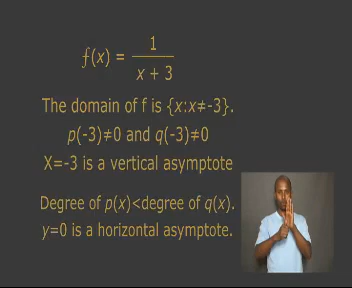 f(x) = 1/(x + 3)
The domain of f is {x:x≠-3}.
p(-3)≠0 and q(-3)≠0
X=-3 is a vertical asymptote
Degree of p(x)<degree of q(x).
y=0 is a horizontal asymptote.